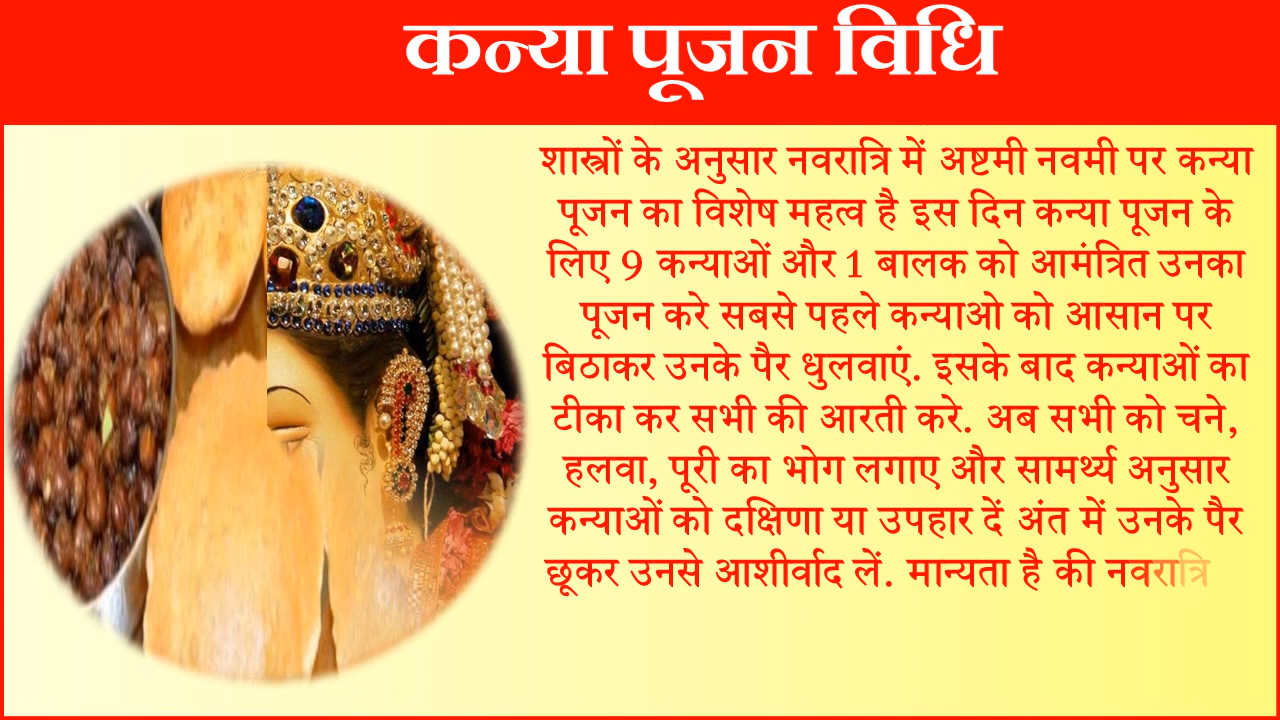 कन्या पूजन विधि
शास्त्रों के अनुसार नवरात्रि में अष्टमी नवमी पर कन्या
पूजन का विशेष महत्व है इस दिन कन्या पूजन के
लिए 9 कन्याओं और 1 बालक को आमंत्रित उनका
पूजन करे सबसे पहले कन्याओ को आसान पर
बिठाकर उनके पैर धुलवाएं. इसके बाद कन्याओं का
टीका कर सभी की आरती करे. अब सभी को चने,
हलवा, पूरी का भोग लगाए और सामर्थ्य अनुसार
कन्याओं को दक्षिणा या उपहार दें अंत में उनके पैर
छूकर उनसे आशीर्वाद लें. मान्यता है की नवरात्रि